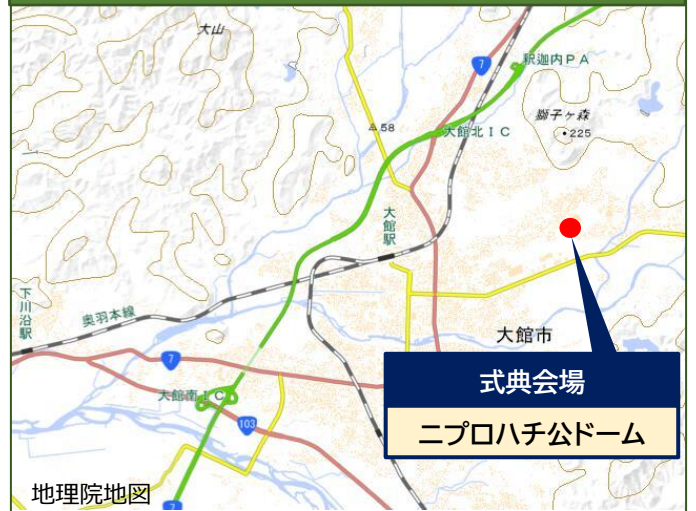 大山
7
釈迦内PA
獅子ヶ森
・225
58
大館北IC
大館駅
下川沿駅
奥羽本線
大館市
7
大館南IC
103
式典会場
ニプロハチ公ドーム
地理院地図
7